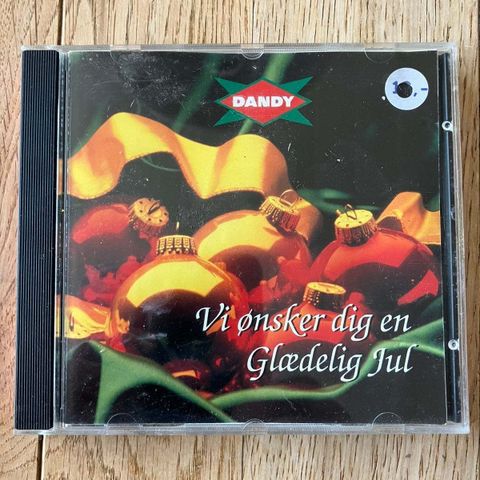 DANDY
Vi ønsker dig en
Glædelig Jul